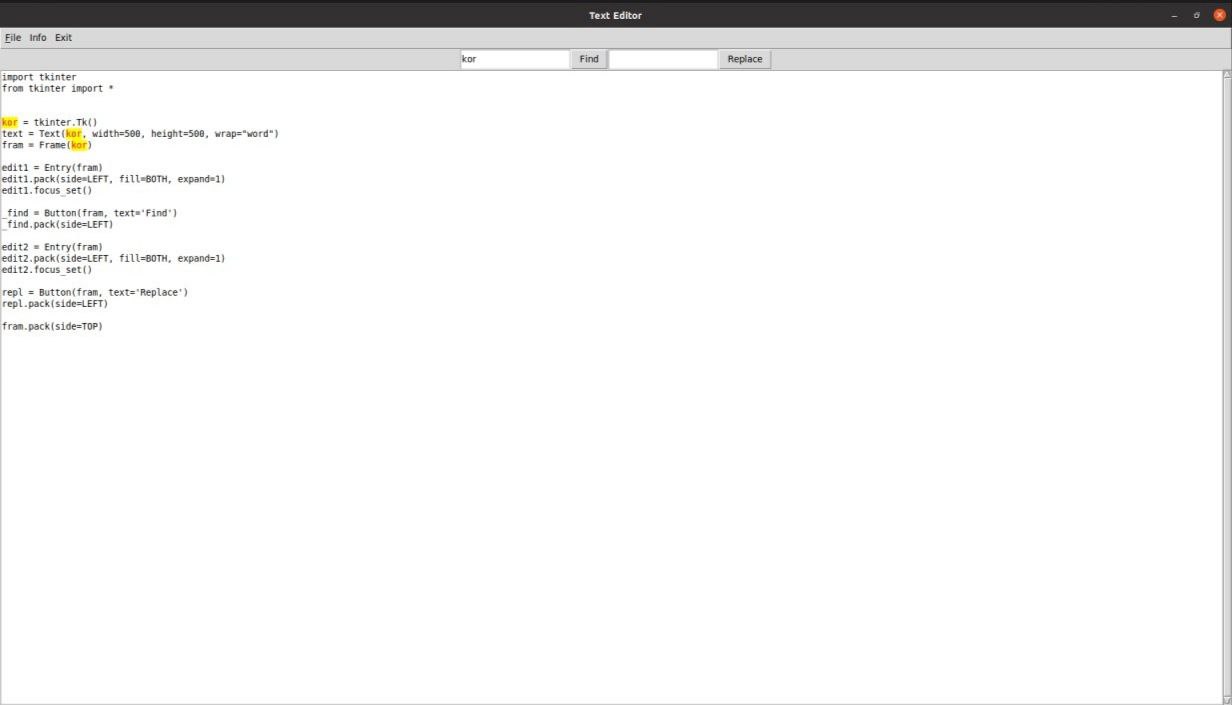 Text Editor
File Info Exit
kor Find Replace
import tkinter
from tkinter import *
kor = tkinter.Tk()
text = Text(kor, width=500, height=500, wrap="word")
fram = Frame(kor)
edit1 = Entry(fram)
edit1.pack(side=LEFT, fill=BOTH, expand=1)
edit1.focus_set()
_find = Button(fram, text='Find')
_find.pack(side=LEFT)
edit2 = Entry(fram)
edit2.pack(side=LEFT, fill=BOTH, expand=1)
edit2.focus_set()
repl = Button(fram, text='Replace')
repl.pack(side=LEFT)
fram.pack(side=TOP)